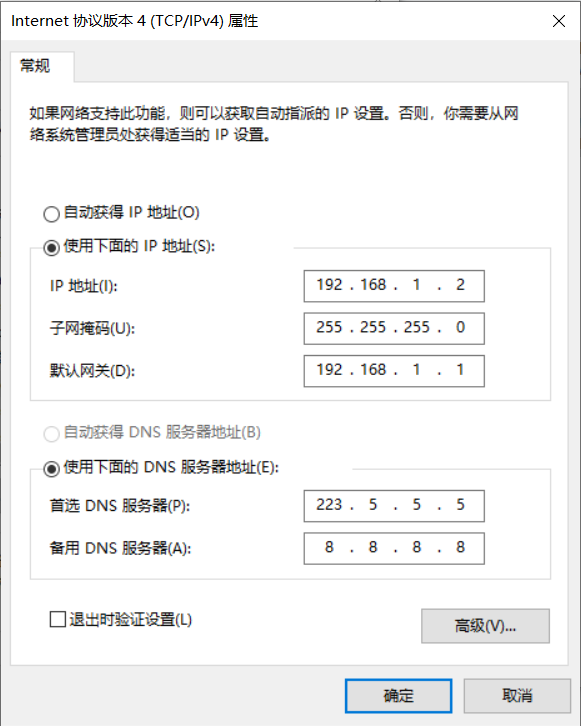 Internet 协议版本 4 (TCP/IPv4) 属性
常规
如果网络支持此功能，则可以获取自动指派的 IP 设置。否则，你需要从网
络系统管理员处获得适当的 IP 设置。
自动获得 IP 地址(O)
使用下面的 IP 地址(S):
IP 地址(I): 192 . 168 . 1 . 2
子网掩码(U): 255 . 255 . 255 . 0
默认网关(D): 192 . 168 . 1 . 1
自动获得 DNS 服务器地址(B)
使用下面的 DNS 服务器地址(E):
首选 DNS 服务器(P): 223 . 5 . 5 . 5
备用 DNS 服务器(A): 8 . 8 . 8 . 8
退出时验证设置(L)
高级(V)...
确定 取消